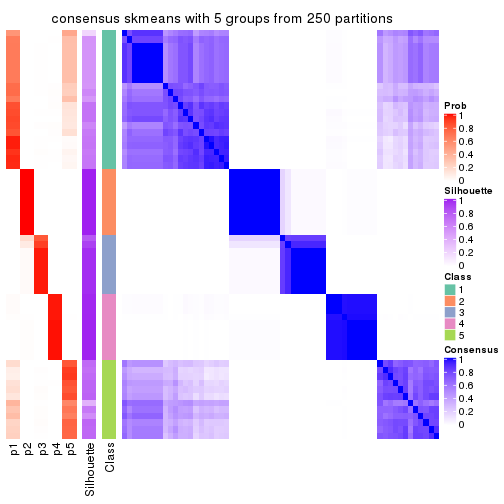 consensus skmeans with 5 groups from 250 partitions
Prob
1
0.8
0.6
0.4
0.2
0
Silhouette
1
0.8
0.6
0.4
0.2
0
Class
1
2
3
4
5
Consensus
1
0.8
0.6
0.4
0.2
0
p1
p2
p3
p4
p5
Silhouette
Class